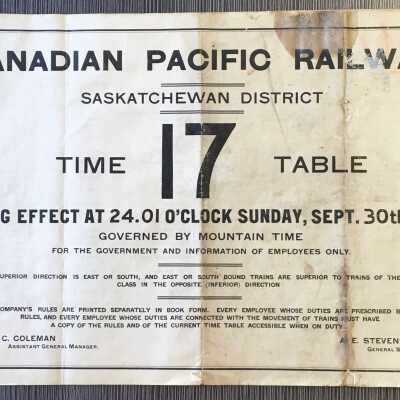 ANADIAN PACIFIC RAILWA
SASKATCHEWAN DISTRICT
TIME 17 TABLE
G EFFECT AT 24.01 O'CLOCK SUNDAY, SEPT. 30th
GOVERNED BY MOUNTAIN TIME
FOR THE GOVERNMENT AND INFORMATION OF EMPLOYEES ONLY.
SUPERIOR DIRECTION IS EAST OR SOUTH, AND EAST OR SOUTH BOUND TRAINS ARE SUPERIOR TO TRAINS OF THE
CLASS IN THE OPPOSITE (INFERIOR) DIRECTION
COMPANY'S RULES ARE PRINTED SEPARATELY IN BOOK FORM. EVERY EMPLOYEE WHOSE DUTIES ARE PRESCRIBED B
RULES, AND EVERY EMPLOYEE WHOSE DUTIES ARE CONNECTED WITH THE MOVEMENT OF TRAINS MUST HAVE
A COPY OF THE RULES AND OF THE CURRENT TIME TABLE ACCESSIBLE WHEN ON DUTY.
C. COLEMAN
ASSISTANT GENERAL MANAGER.
A. E. STEVEN
GENERAL S